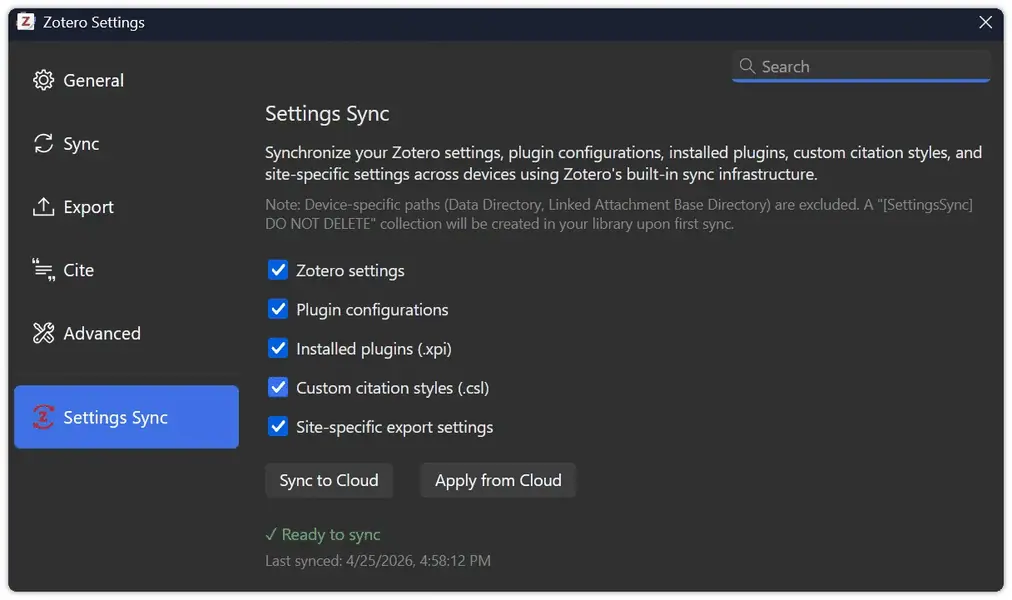 Zotero Settings
General
Sync
Export
Cite
Advanced
Settings Sync
Search
Settings Sync
Synchronize your Zotero settings, plugin configurations, installed plugins, custom citation styles, and
site-specific settings across devices using Zotero's built-in sync infrastructure.
Note: Device-specific paths (Data Directory, Linked Attachment Base Directory) are excluded. A "[SettingsSync]
DO NOT DELETE" collection will be created in your library upon first sync.
Zotero settings
Plugin configurations
Installed plugins (.xpi)
Custom citation styles (.csl)
Site-specific export settings
Sync to Cloud
Apply from Cloud
✓ Ready to sync
Last synced: 4/25/2026, 4:58:12 PM